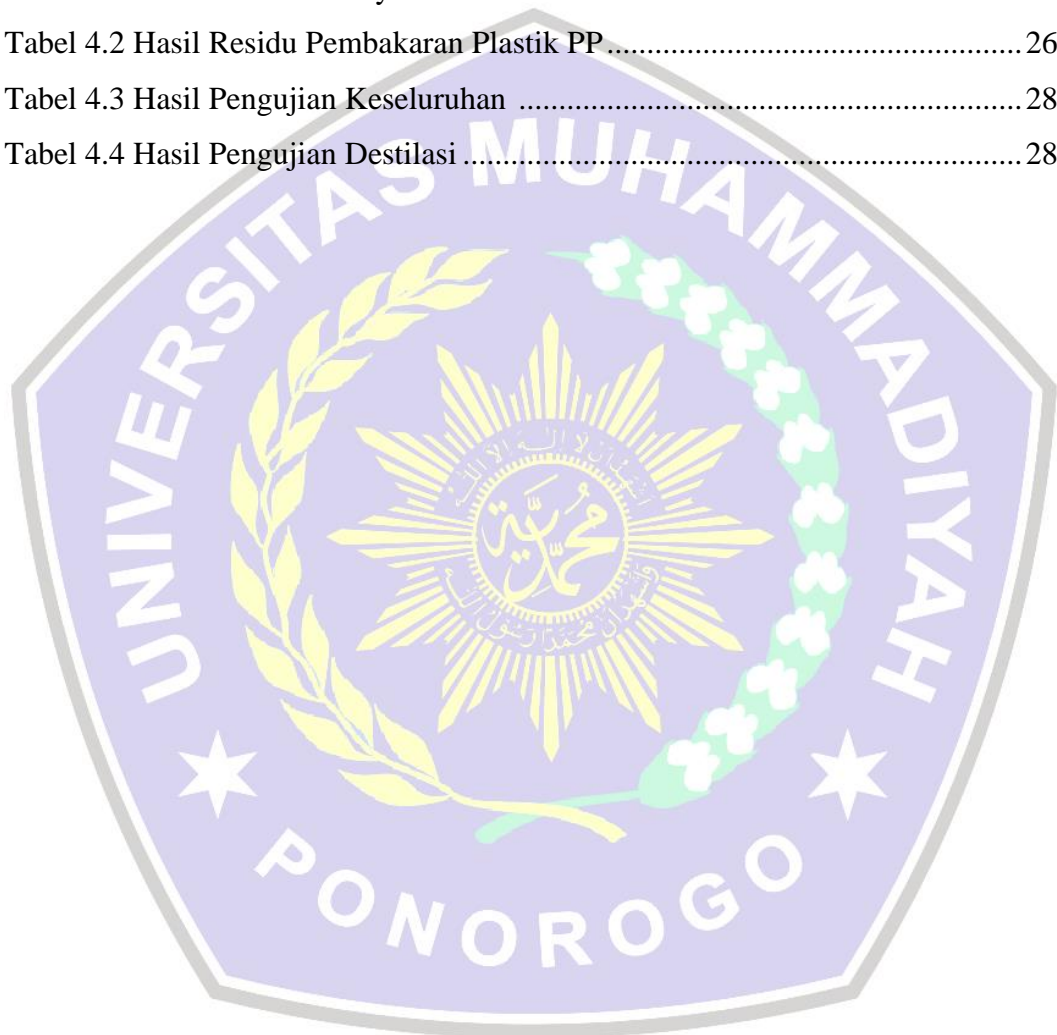 Tabel 4.2 Hasil Residu Pembakaran Plastik PP ........................................................ 26
Tabel 4.3 Hasil Pengujian Keseluruhan .................................................................... 28
Tabel 4.4 Hasil Pengujian Destilasi ........................................................................... 28
UNIVERSITAS MUHAMMADIYAH
محمدية
PONOROGO